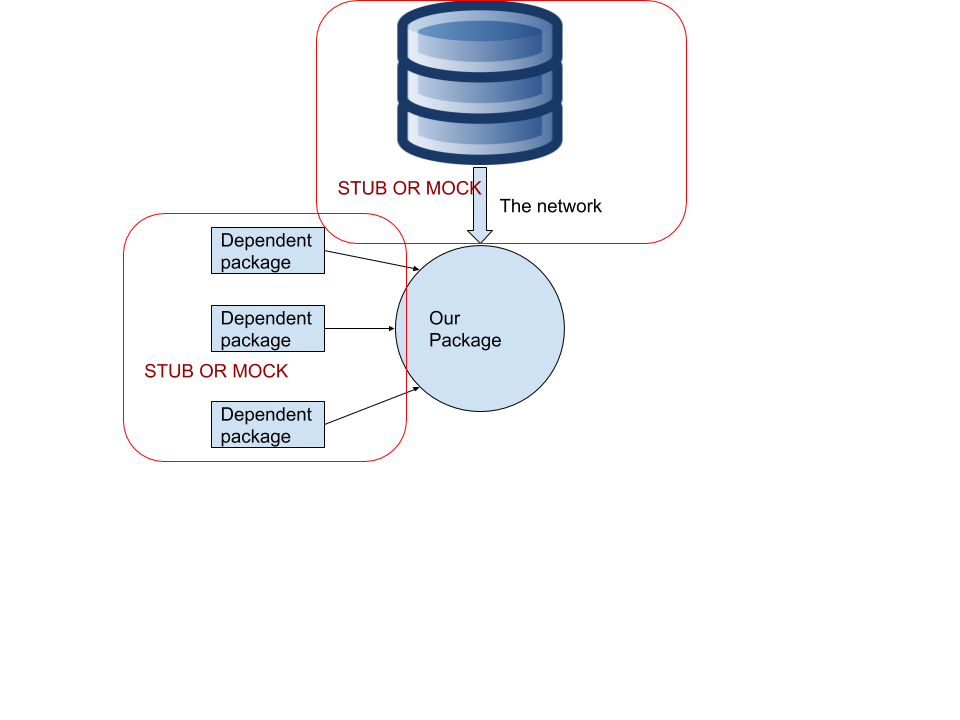 STUB OR MOCK
The network
Dependent
package
Dependent
package
Our
Package
STUB OR MOCK
Dependent
package